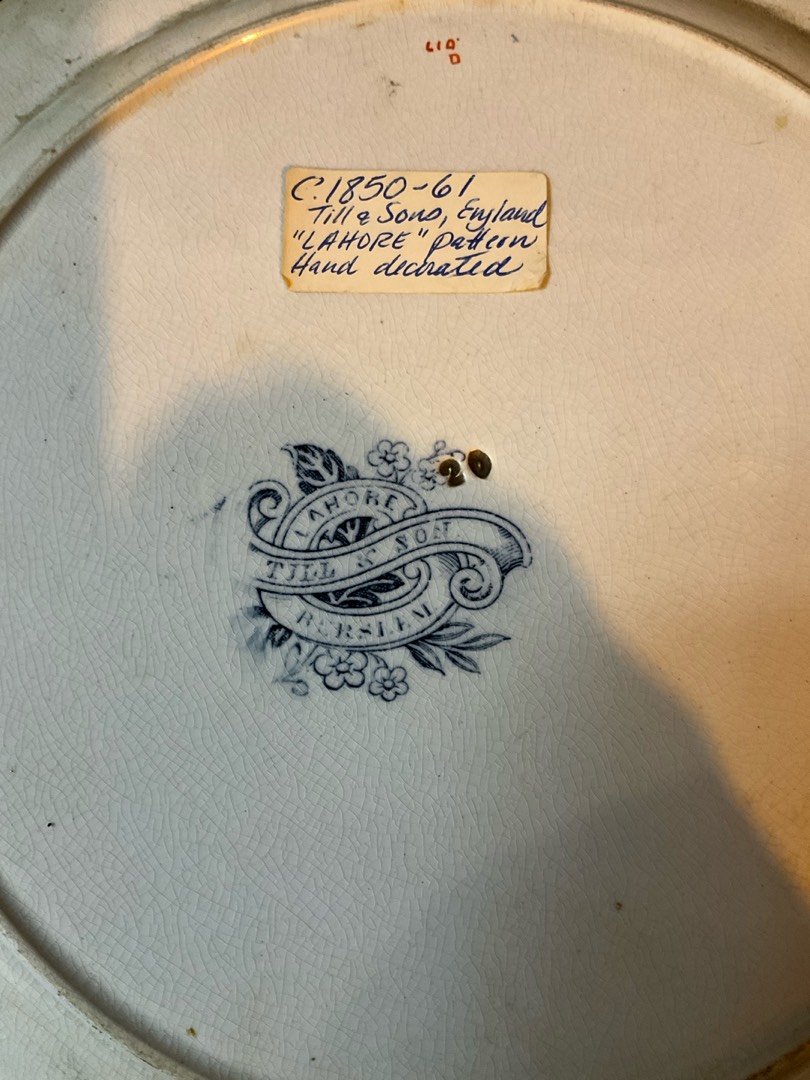 C.1850-61
Till & Sons, England
"LAHORE" pattern
Hand decorated
20
LAHORE
TILL & SON
BURSLEM